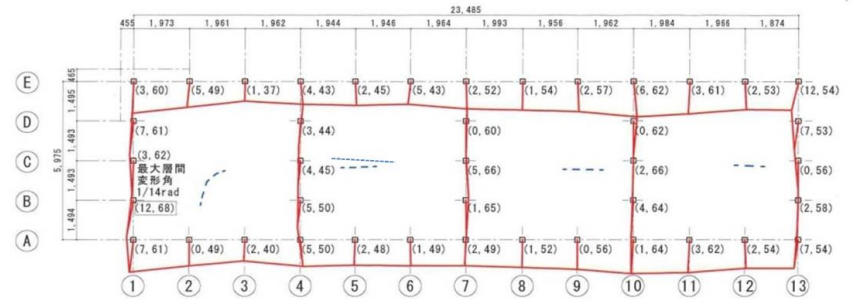 23,485
455 1,973 1,961 1,962 1,944 1,946 1,964 1,993 1,956 1,962 1,984 1,966 1,874
465
E (3, 60) (5, 49) (1, 37) (4, 43) (2, 45) (5, 43) (2, 52) (1, 54) (2, 57) (6, 62) (3, 61) (2, 53) (12, 54)
1,495
D (7, 61) (3, 44) (0, 60) (0, 62) (7, 53)
5,975 1,493
C (3, 62) (4, 45) (5, 66) (2, 66) (0, 56)
最大層間
変形角
1/14rad
1,493
B (12, 68) (5, 50) (1, 65) (4, 64) (2, 58)
1,494
A (7, 61) (0, 49) (2, 40) (5, 50) (2, 48) (1, 49) (2, 49) (1, 52) (0, 56) (1, 64) (3, 62) (2, 54) (7, 54)
1 2 3 4 5 6 7 8 9 10 11 12 13